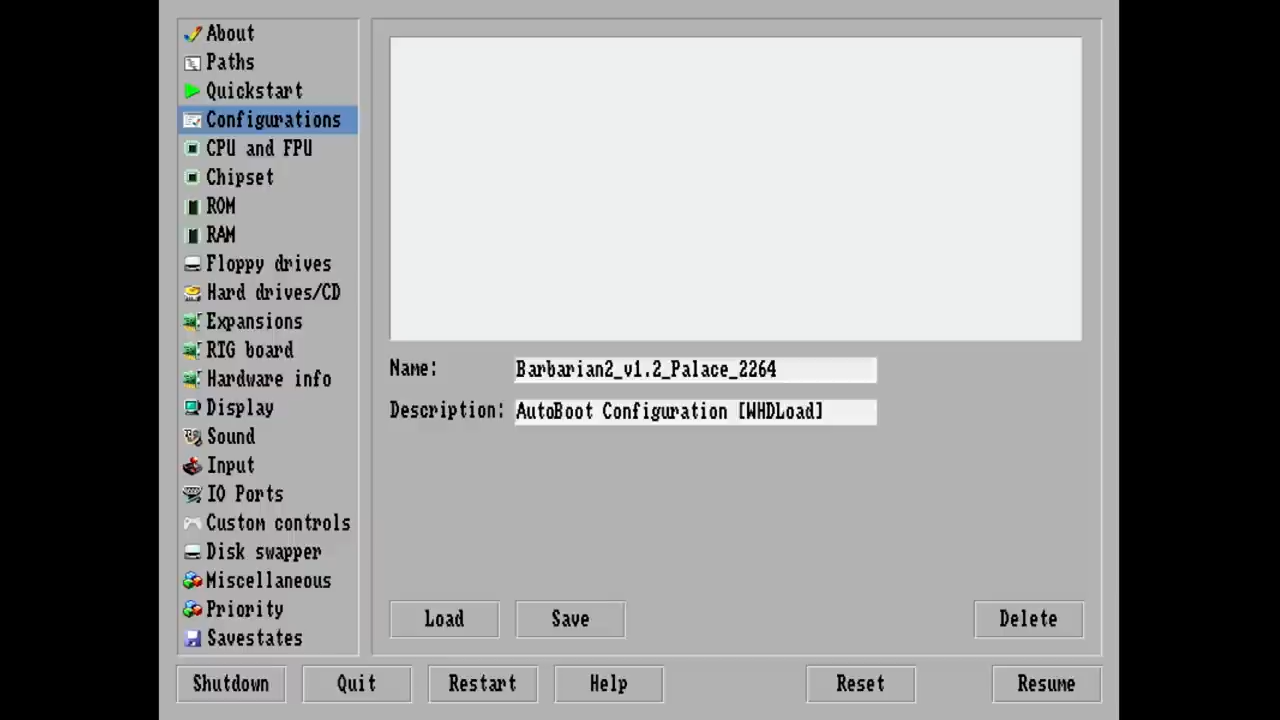 About
Paths
Quickstart
Configurations
CPU and FPU
Chipset
ROM
RAM
Floppy drives
Hard drives/CD
Expansions
RTG board
Hardware info
Display
Sound
Input
IO Ports
Custom controls
Disk swapper
Miscellaneous
Priority
Savestates
Name: Barbarian2_v1.2_Palace_2264
Description: AutoBoot Configuration [WHDLoad]
Load Save Delete
Shutdown Quit Restart Help Reset Resume